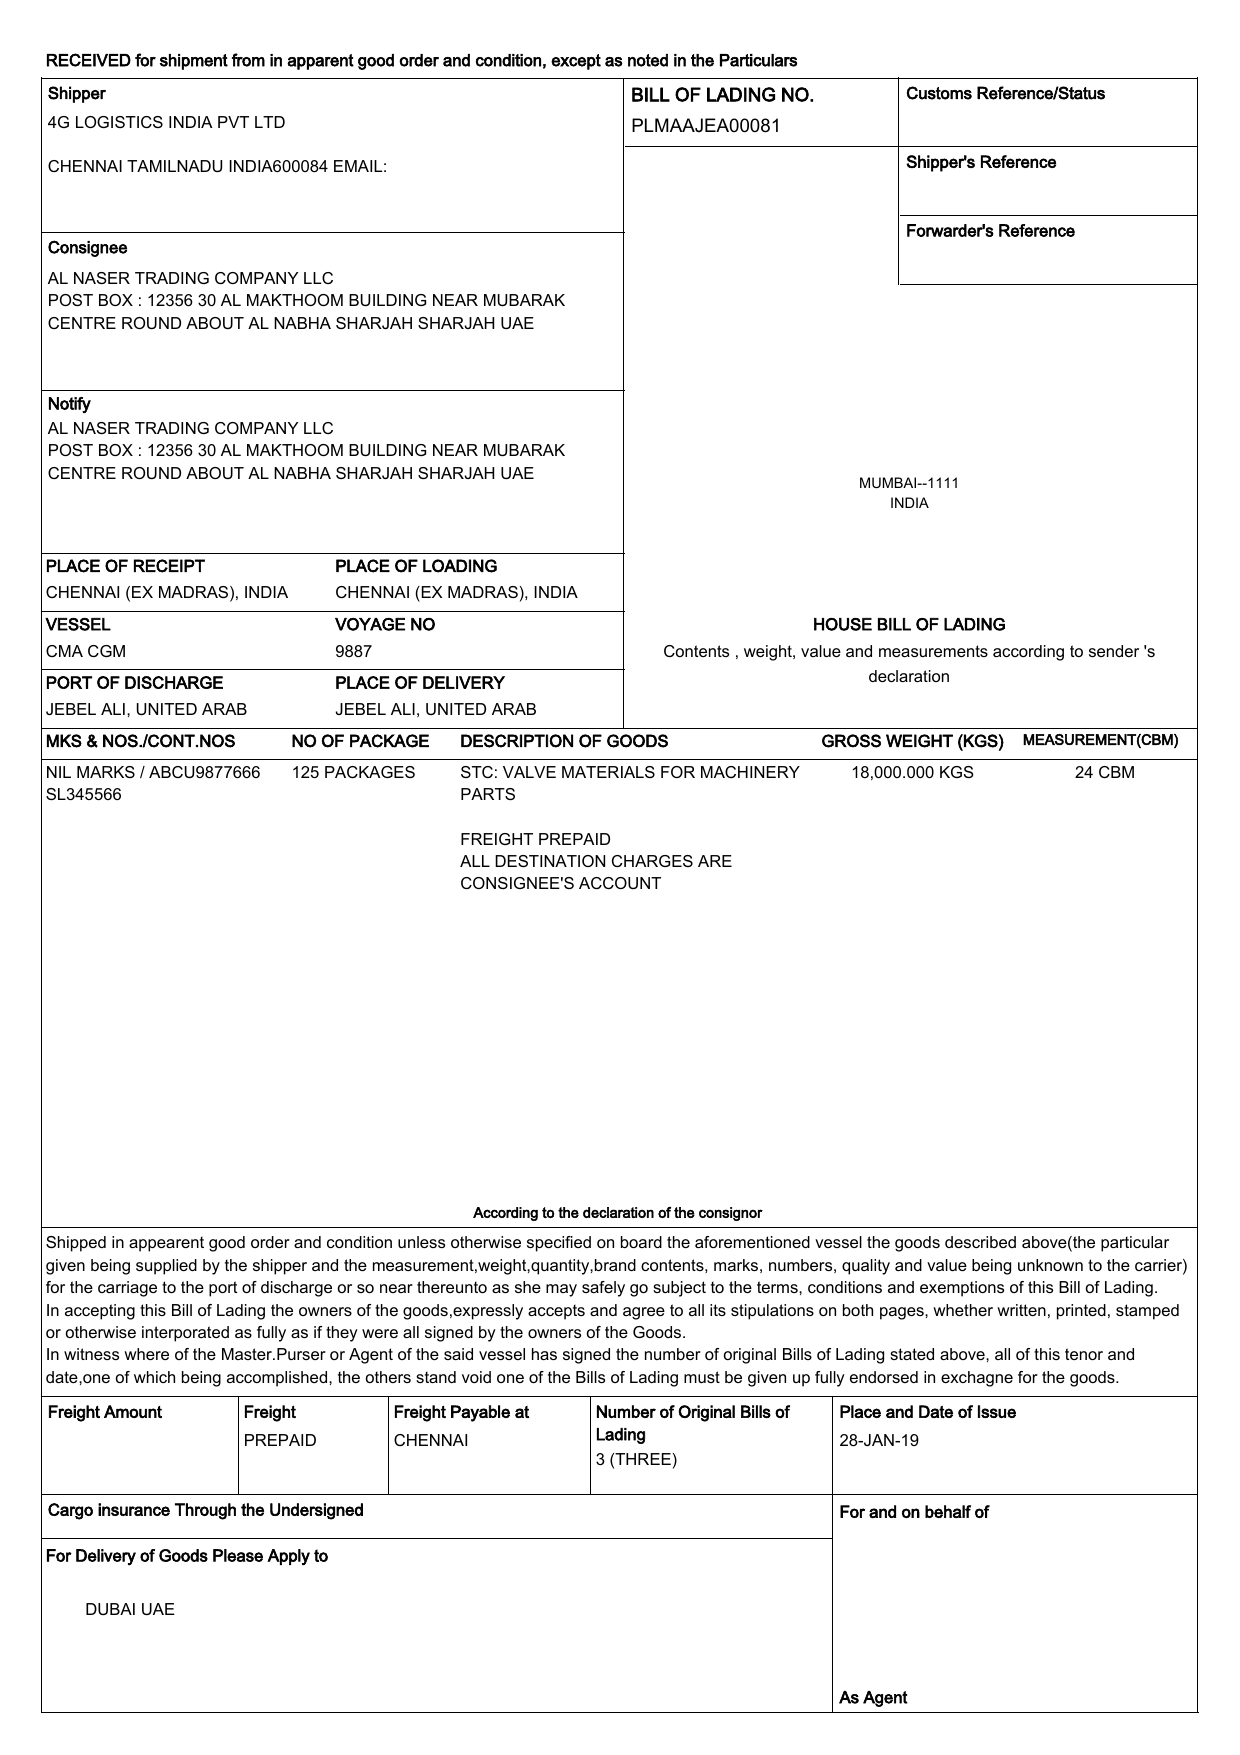 RECEIVED for shipment from in apparent good order and condition, except as noted in the Particulars
Shipper
4G LOGISTICS INDIA PVT LTD
CHENNAI TAMILNADU INDIA600084 EMAIL:
BILL OF LADING NO.
PLMAAJEA00081
Customs Reference/Status
Shipper's Reference
Forwarder's Reference
Consignee
AL NASER TRADING COMPANY LLC
POST BOX : 12356 30 AL MAKTHOOM BUILDING NEAR MUBARAK
CENTRE ROUND ABOUT AL NABHA SHARJAH SHARJAH UAE
Notify
AL NASER TRADING COMPANY LLC
POST BOX : 12356 30 AL MAKTHOOM BUILDING NEAR MUBARAK
CENTRE ROUND ABOUT AL NABHA SHARJAH SHARJAH UAE
MUMBAI--1111
INDIA
PLACE OF RECEIPT PLACE OF LOADING
CHENNAI (EX MADRAS), INDIA CHENNAI (EX MADRAS), INDIA
VESSEL VOYAGE NO
CMA CGM 9887
PORT OF DISCHARGE PLACE OF DELIVERY
JEBEL ALI, UNITED ARAB JEBEL ALI, UNITED ARAB
HOUSE BILL OF LADING
Contents , weight, value and measurements according to sender 's
declaration
MKS & NOS./CONT.NOS NO OF PACKAGE DESCRIPTION OF GOODS GROSS WEIGHT (KGS) MEASUREMENT(CBM)
NIL MARKS / ABCU9877666 125 PACKAGES STC: VALVE MATERIALS FOR MACHINERY 18,000.000 KGS 24 CBM
SL345566 PARTS
FREIGHT PREPAID
ALL DESTINATION CHARGES ARE
CONSIGNEE'S ACCOUNT
According to the declaration of the consignor
Shipped in appearent good order and condition unless otherwise specified on board the aforementioned vessel the goods described above(the particular
given being supplied by the shipper and the measurement,weight,quantity,brand contents, marks, numbers, quality and value being unknown to the carrier)
for the carriage to the port of discharge or so near thereunto as she may safely go subject to the terms, conditions and exemptions of this Bill of Lading.
In accepting this Bill of Lading the owners of the goods,expressly accepts and agree to all its stipulations on both pages, whether written, printed, stamped
or otherwise interporated as fully as if they were all signed by the owners of the Goods.
In witness where of the Master.Purser or Agent of the said vessel has signed the number of original Bills of Lading stated above, all of this tenor and
date,one of which being accomplished, the others stand void one of the Bills of Lading must be given up fully endorsed in exchagne for the goods.
Freight Amount
Freight
PREPAID
Freight Payable at
CHENNAI
Number of Original Bills of
Lading
3 (THREE)
Place and Date of Issue
28-JAN-19
Cargo insurance Through the Undersigned
For Delivery of Goods Please Apply to
DUBAI UAE
For and on behalf of
As Agent